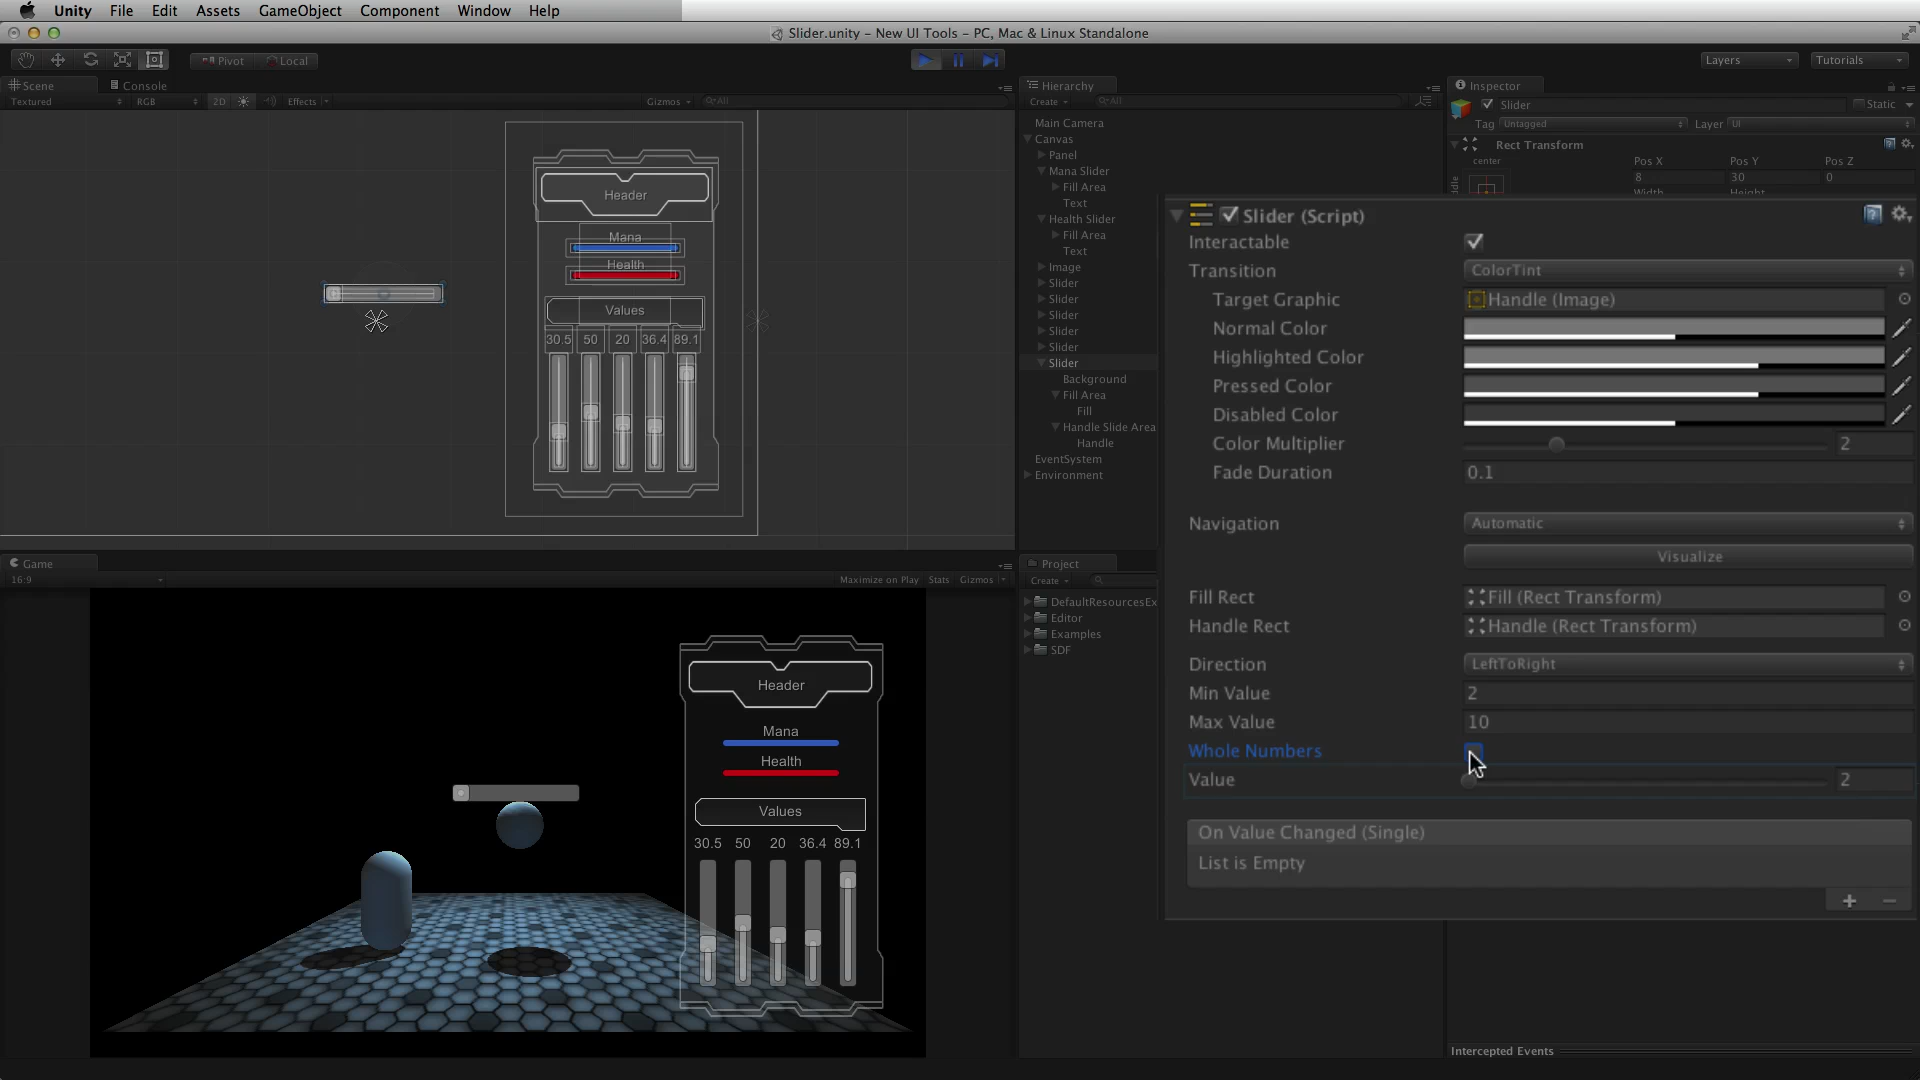 Unity File Edit Assets GameObject Component Window Help
Slider.unity - New UI Tools - PC, Mac & Linux Standalone
Pivot Local Layers Tutorials
Scene Console
Textured RGB 2D Effects Gizmos All
Header
Mana
Health
Values
30.5 50 20 36.4 89.1
Game
16:9 Maximize on Play Stats Gizmos
Header
Mana
Health
Values
30.5 50 20 36.4 89.1
Hierarchy
Create All
Main Camera
Canvas
Panel
Mana Slider
Fill Area
Text
Health Slider
Fill Area
Text
Image
Slider
Slider
Slider
Slider
Slider
Slider
Background
Fill Area
Fill
Handle Slide Area
Handle
EventSystem
Environment
Project
Create
DefaultResourcesEx
Editor
Examples
SDF
Inspector
Slider Static
Tag Untagged Layer UI
Rect Transform
center Pos X Pos Y Pos Z
8 30 0
Width Height
Slider (Script)
Interactable
Transition ColorTint
Target Graphic Handle (Image)
Normal Color
Highlighted Color
Pressed Color
Disabled Color
Color Multiplier 2
Fade Duration 0.1
Navigation Automatic
Visualize
Fill Rect Fill (Rect Transform)
Handle Rect Handle (Rect Transform)
Direction LeftToRight
Min Value 2
Max Value 10
Whole Numbers
Value 2
On Value Changed (Single)
List is Empty
Intercepted Events